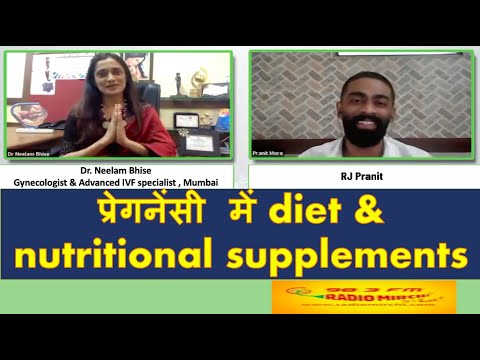 Dr Neelam Bhise
Pranit More
Dr. Neelam Bhise
Gynecologist & Advanced IVF specialist , Mumbai
RJ Pranit
प्रेगनेंसी में diet &
nutritional supplements
98.3 FM
RADIO MIRCHI